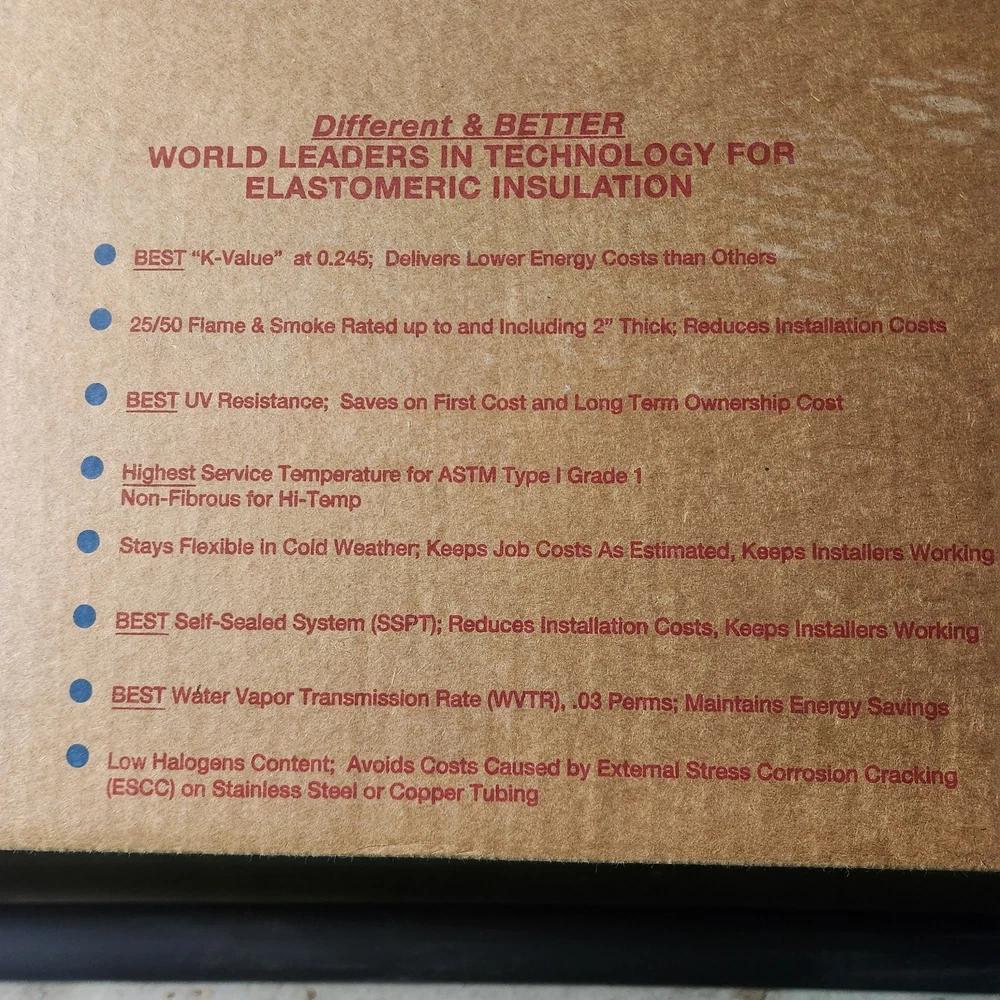 Different & BETTER
WORLD LEADERS IN TECHNOLOGY FOR
ELASTOMERIC INSULATION
BEST “K-Value” at 0.245; Delivers Lower Energy Costs than Others
25/50 Flame & Smoke Rated up to and Including 2” Thick; Reduces Installation Costs
BEST UV Resistance; Saves on First Cost and Long Term Ownership Cost
Highest Service Temperature for ASTM Type I Grade 1
Non-Fibrous for Hi-Temp
Stays Flexible in Cold Weather; Keeps Job Costs As Estimated, Keeps Installers Working
BEST Self-Sealed System (SSPT); Reduces Installation Costs, Keeps Installers Working
BEST Water Vapor Transmission Rate (WVTR), .03 Perms; Maintains Energy Savings
Low Halogens Content; Avoids Costs Caused by External Stress Corrosion Cracking
(ESCC) on Stainless Steel or Copper Tubing